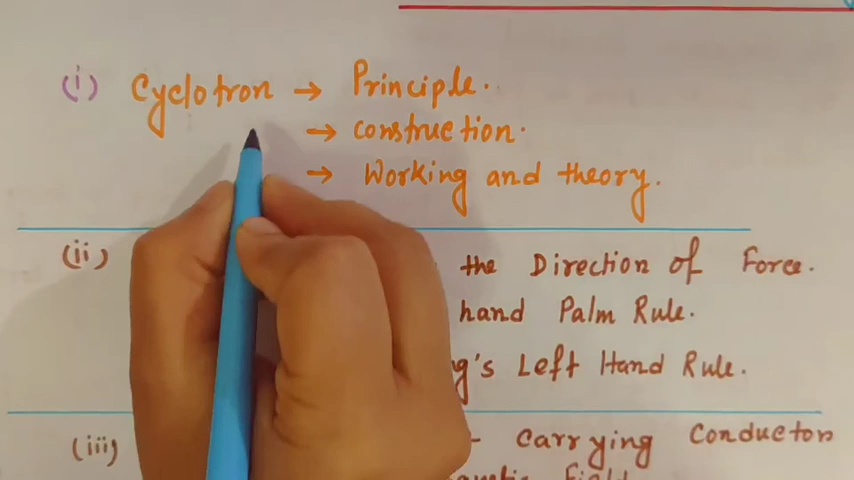 (i) Cyclotron → Principle.
→ construction.
→ Working and theory.
(ii) the Direction of Force.
hand Palm Rule.
g's Left Hand Rule.
(iii) - Carrying Conductor